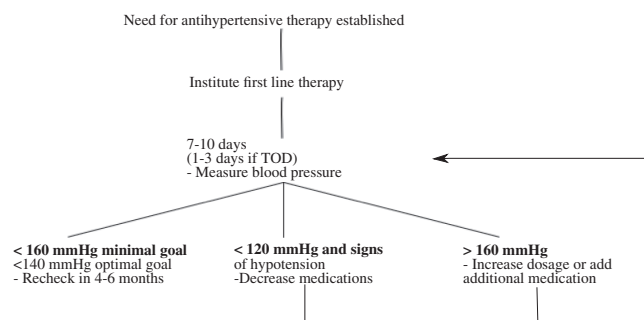 Need for antihypertensive therapy established
Institute first line therapy
7-10 days
(1-3 days if TOD)
- Measure blood pressure
< 160 mmHg minimal goal
<140 mmHg optimal goal
- Recheck in 4-6 months
< 120 mmHg and signs
of hypotension
-Decrease medications
> 160 mmHg
- Increase dosage or add
additional medication